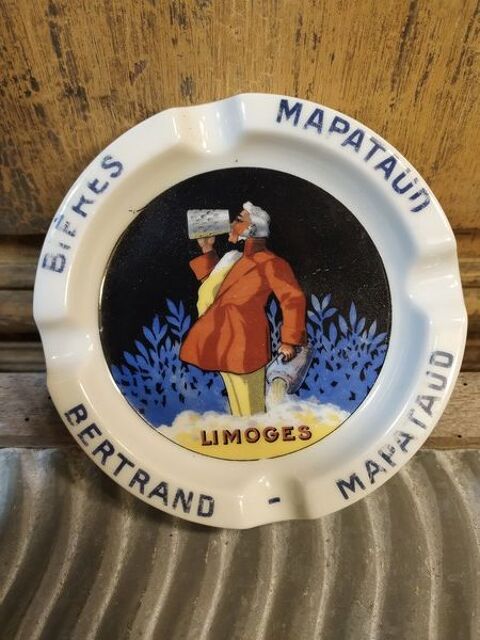 BIÈRES MAPATAUD
BERTRAND - MAPATAUD
LIMOGES